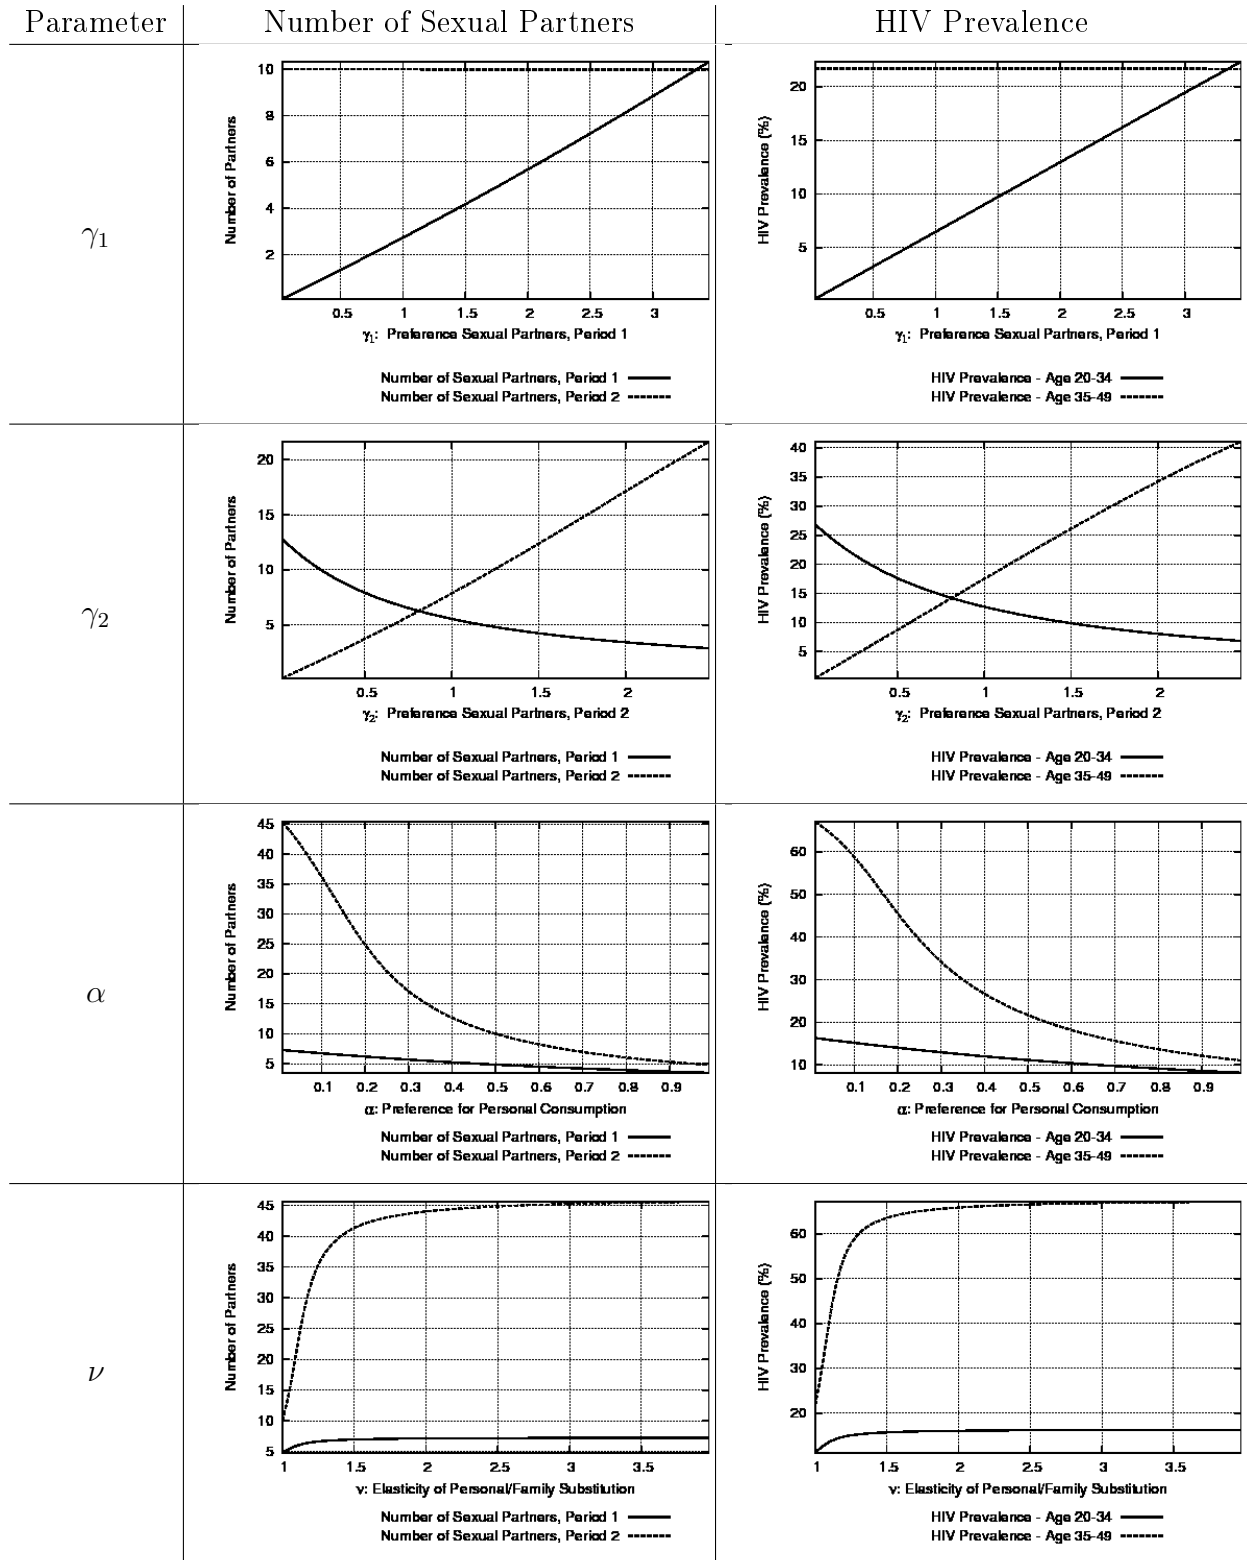 Parameter Number of Sexual Partners HIV Prevalence
γ₁
Number of Partners
10
8
6
4
2
0.5 1 1.5 2 2.5 3
γ₁: Preference Sexual Partners, Period 1
Number of Sexual Partners, Period 1
Number of Sexual Partners, Period 2
HIV Prevalence (%)
20
15
10
5
0.5 1 1.5 2 2.5 3
γ₁: Preference Sexual Partners, Period 1
HIV Prevalence - Age 20-34
HIV Prevalence - Age 35-49
γ₂
Number of Partners
20
15
10
5
0.5 1 1.5 2
γ₂: Preference Sexual Partners, Period 2
Number of Sexual Partners, Period 1
Number of Sexual Partners, Period 2
HIV Prevalence (%)
40
35
30
25
20
15
10
5
0.5 1 1.5 2
γ₂: Preference Sexual Partners, Period 2
HIV Prevalence - Age 20-34
HIV Prevalence - Age 35-49
α
Number of Partners
45
40
35
30
25
20
15
10
5
0.1 0.2 0.3 0.4 0.5 0.6 0.7 0.8 0.9
α: Preference for Personal Consumption
Number of Sexual Partners, Period 1
Number of Sexual Partners, Period 2
HIV Prevalence (%)
60
50
40
30
20
10
0.1 0.2 0.3 0.4 0.5 0.6 0.7 0.8 0.9
α: Preference for Personal Consumption
HIV Prevalence - Age 20-34
HIV Prevalence - Age 35-49
ν
Number of Partners
45
40
35
30
25
20
15
10
5
1 1.5 2 2.5 3 3.5
ν: Elasticity of Personal/Family Substitution
Number of Sexual Partners, Period 1
Number of Sexual Partners, Period 2
HIV Prevalence (%)
60
50
40
30
20
1 1.5 2 2.5 3 3.5
ν: Elasticity of Personal/Family Substitution
HIV Prevalence - Age 20-34
HIV Prevalence - Age 35-49